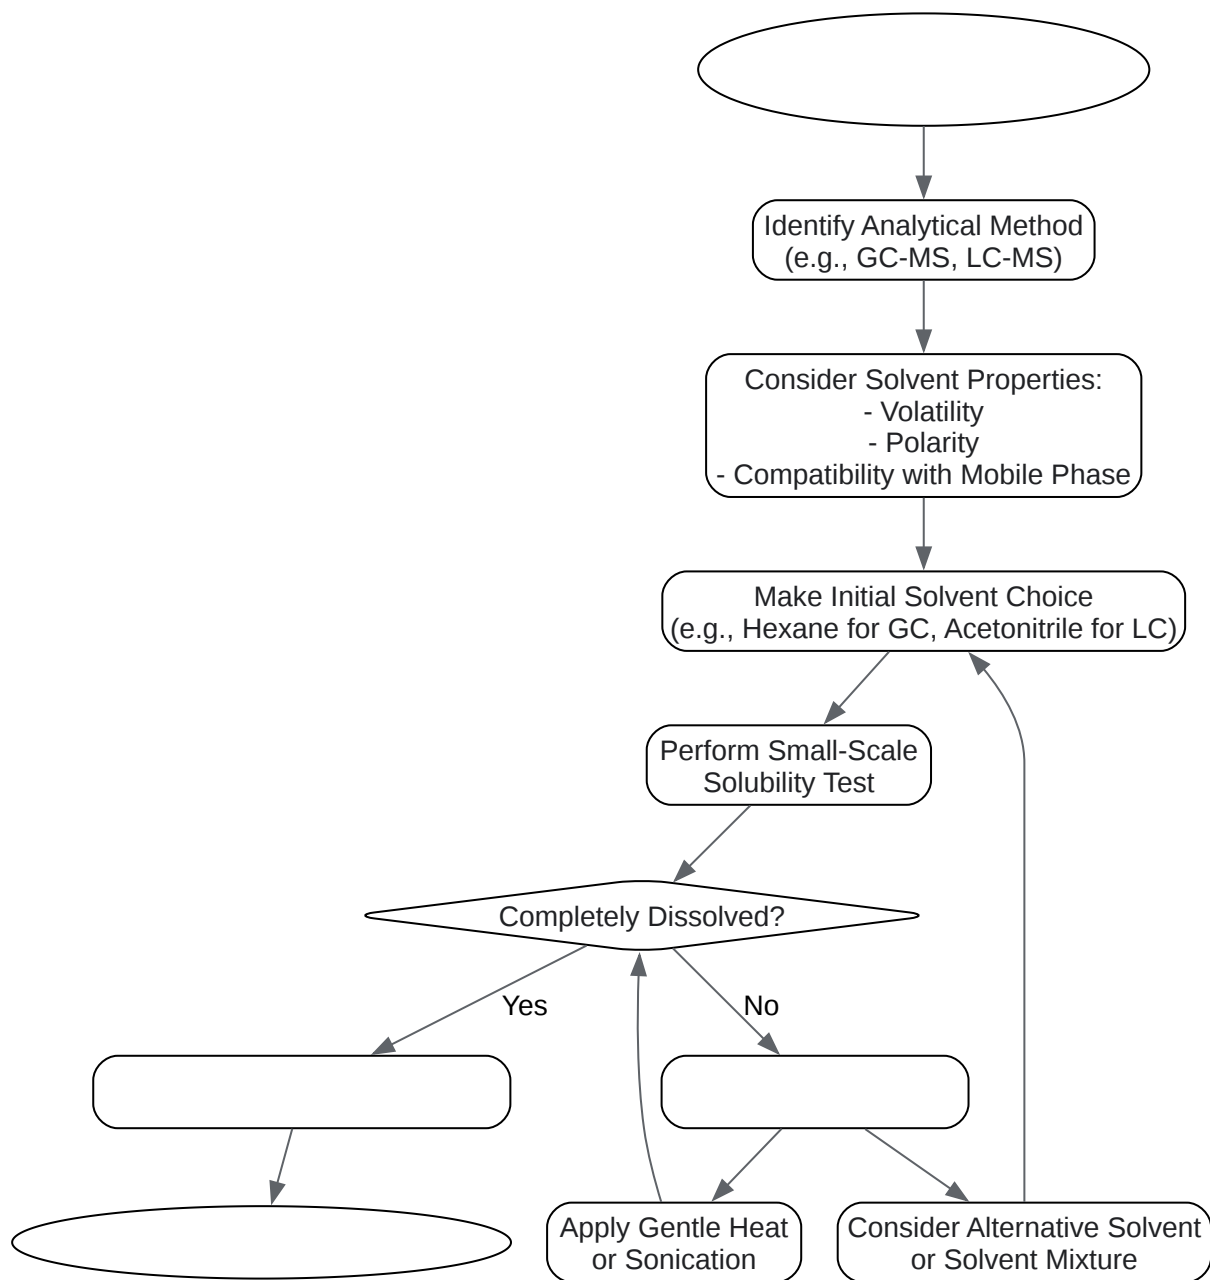 Identify Analytical Method
(e.g., GC-MS, LC-MS)
Consider Solvent Properties:
- Volatility
- Polarity
- Compatibility with Mobile Phase
Make Initial Solvent Choice
(e.g., Hexane for GC, Acetonitrile for LC)
Perform Small-Scale
Solubility Test
Completely Dissolved?
Yes
No
Apply Gentle Heat
or Sonication
Consider Alternative Solvent
or Solvent Mixture